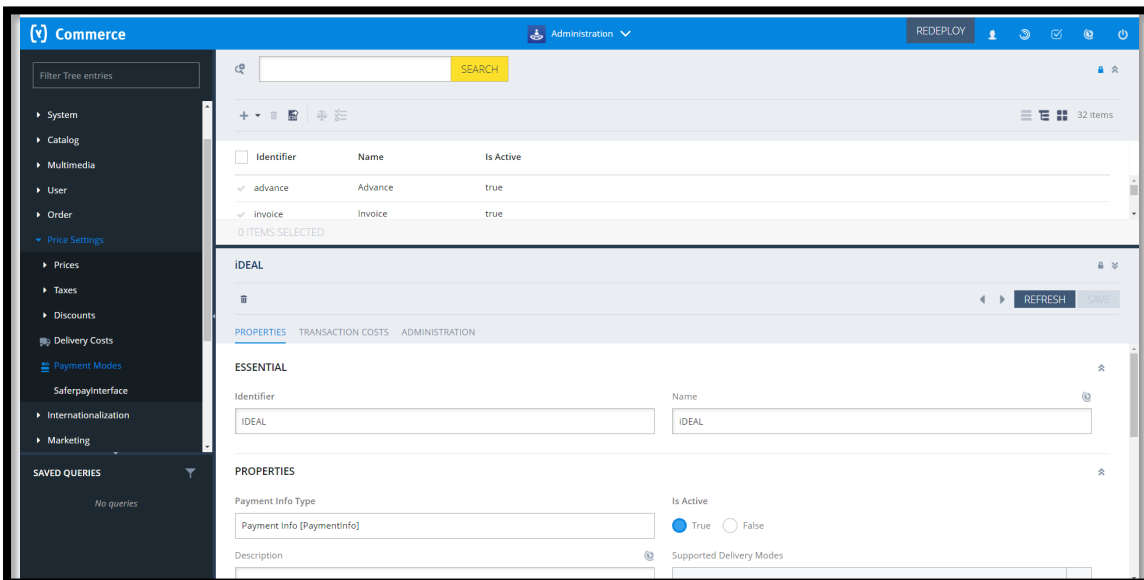 (Y) Commerce
Administration
REDEPLOY
Filter Tree entries
System
Catalog
Multimedia
User
Order
Price Settings
Prices
Taxes
Discounts
Delivery Costs
Payment Modes
SaferpayInterface
Internationalization
Marketing
SAVED QUERIES
No queries
SEARCH
32 items
Identifier Name Is Active
advance Advance true
invoice Invoice true
0 ITEMS SELECTED
iDEAL
REFRESH SAVE
PROPERTIES TRANSACTION COSTS ADMINISTRATION
ESSENTIAL
Identifier Name
iDEAL iDEAL
PROPERTIES
Payment Info Type Is Active
Payment Info [PaymentInfo] True False
Description Supported Delivery Modes